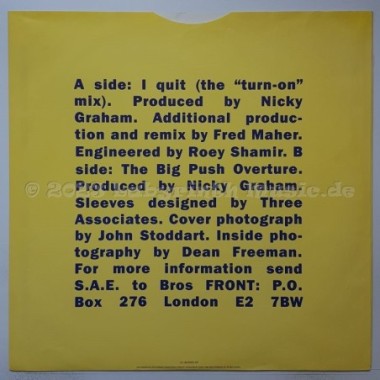 A side: I quit (the “turn-on”
mix). Produced by Nicky
Graham. Additional produc-
tion and remix by Fred Maher.
Engineered by Roey Shamir. B
side: The Big Push Overture.
Produced by Nicky Graham.
Sleeves designed by Three
Associates. Cover photograph
by John Stoddart. Inside pho-
tography by Dean Freeman.
For more information send
S.A.E. to Bros FRONT: P.O.
Box 276 London E2 7BW